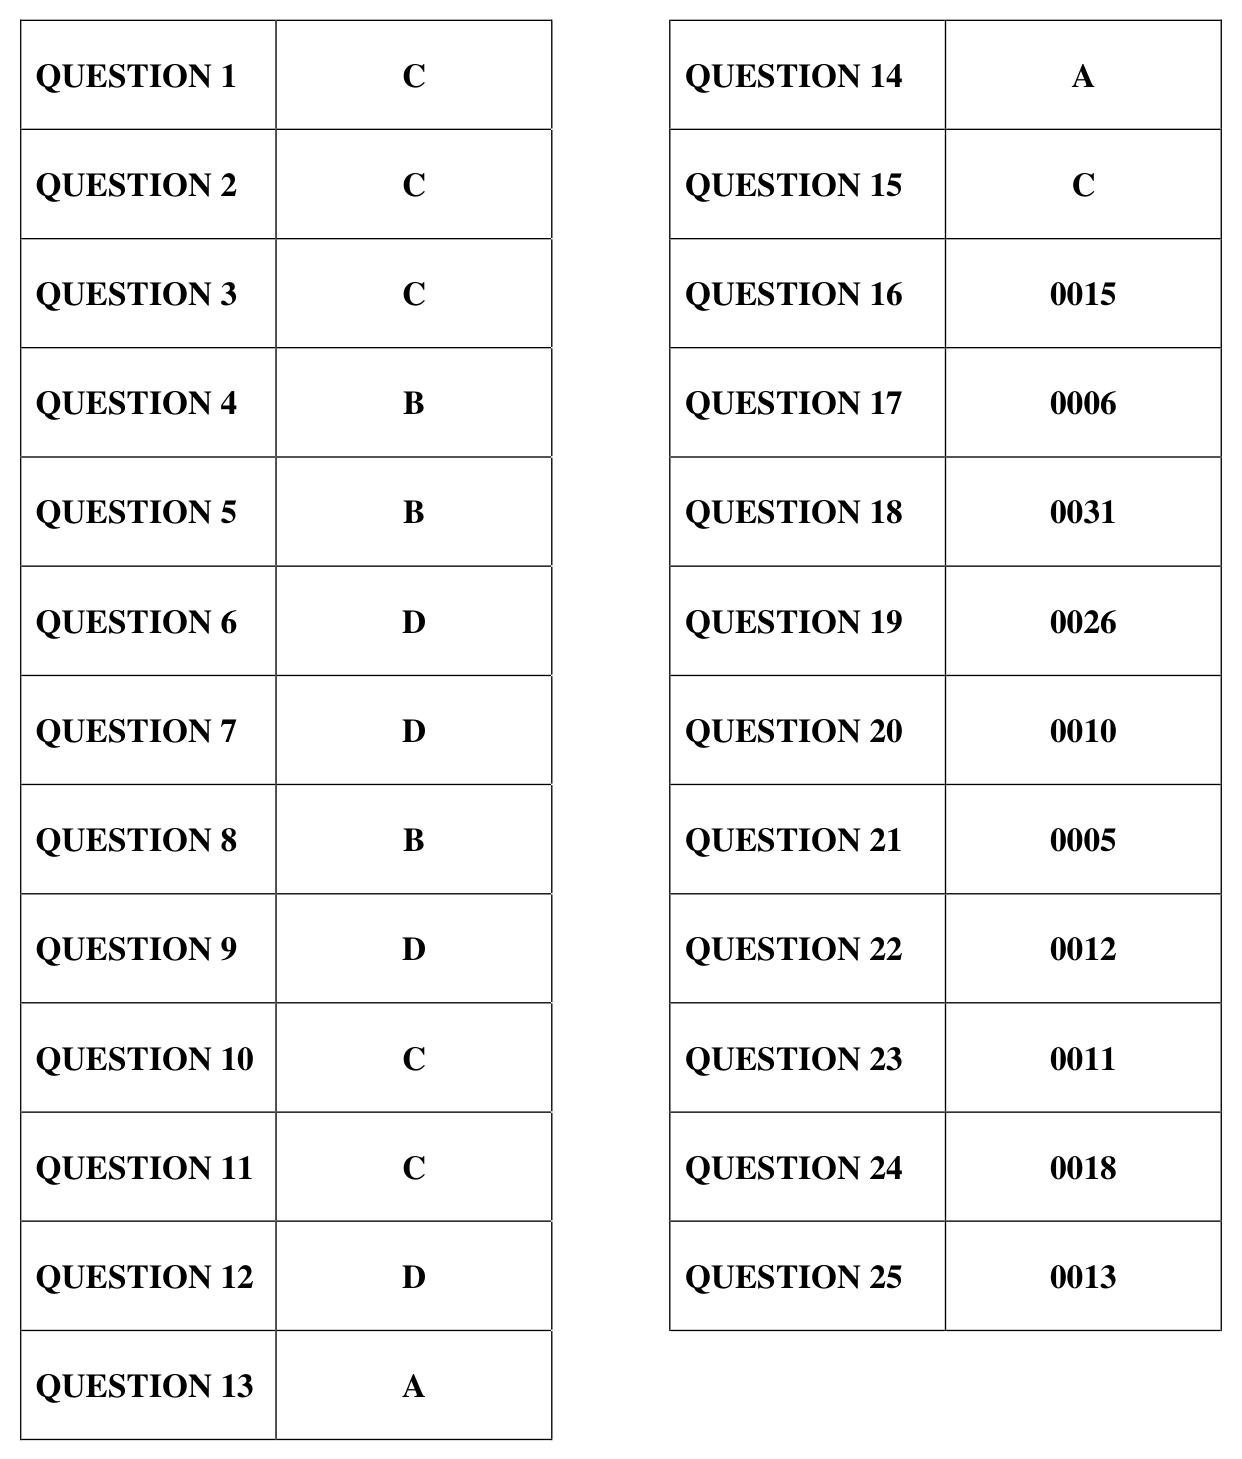 QUESTION 1 C
QUESTION 2 C
QUESTION 3 C
QUESTION 4 B
QUESTION 5 B
QUESTION 6 D
QUESTION 7 D
QUESTION 8 B
QUESTION 9 D
QUESTION 10 C
QUESTION 11 C
QUESTION 12 D
QUESTION 13 A
QUESTION 14 A
QUESTION 15 C
QUESTION 16 0015
QUESTION 17 0006
QUESTION 18 0031
QUESTION 19 0026
QUESTION 20 0010
QUESTION 21 0005
QUESTION 22 0012
QUESTION 23 0011
QUESTION 24 0018
QUESTION 25 0013